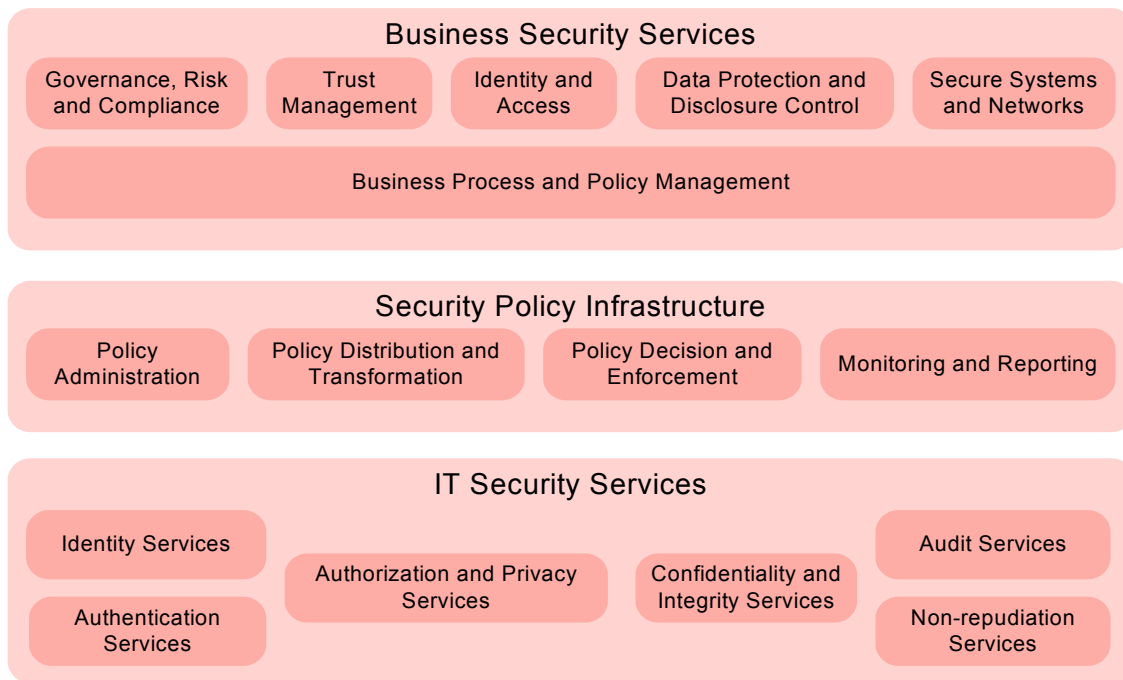 Business Security Services
Governance, Risk
and Compliance
Trust
Management
Identity and
Access
Data Protection and
Disclosure Control
Secure Systems
and Networks
Business Process and Policy Management
Security Policy Infrastructure
Policy
Administration
Policy Distribution and
Transformation
Policy Decision and
Enforcement
Monitoring and Reporting
IT Security Services
Identity Services
Authentication
Services
Authorization and Privacy
Services
Confidentiality and
Integrity Services
Audit Services
Non-repudiation
Services